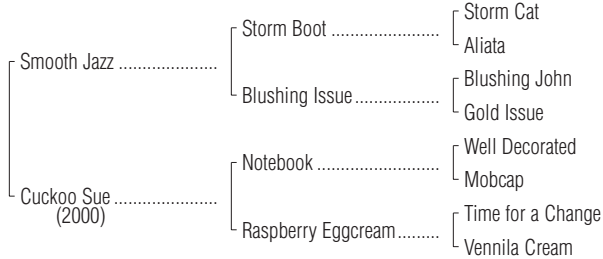 Storm Cat
Storm Boot ......................
Aliata
Smooth Jazz ....................
Blushing John
Blushing Issue .................
Gold Issue
Well Decorated
Notebook .........................
Mobcap
Cuckoo Sue .....................
(2000)
Time for a Change
Raspberry Eggcream.........
Vennila Cream